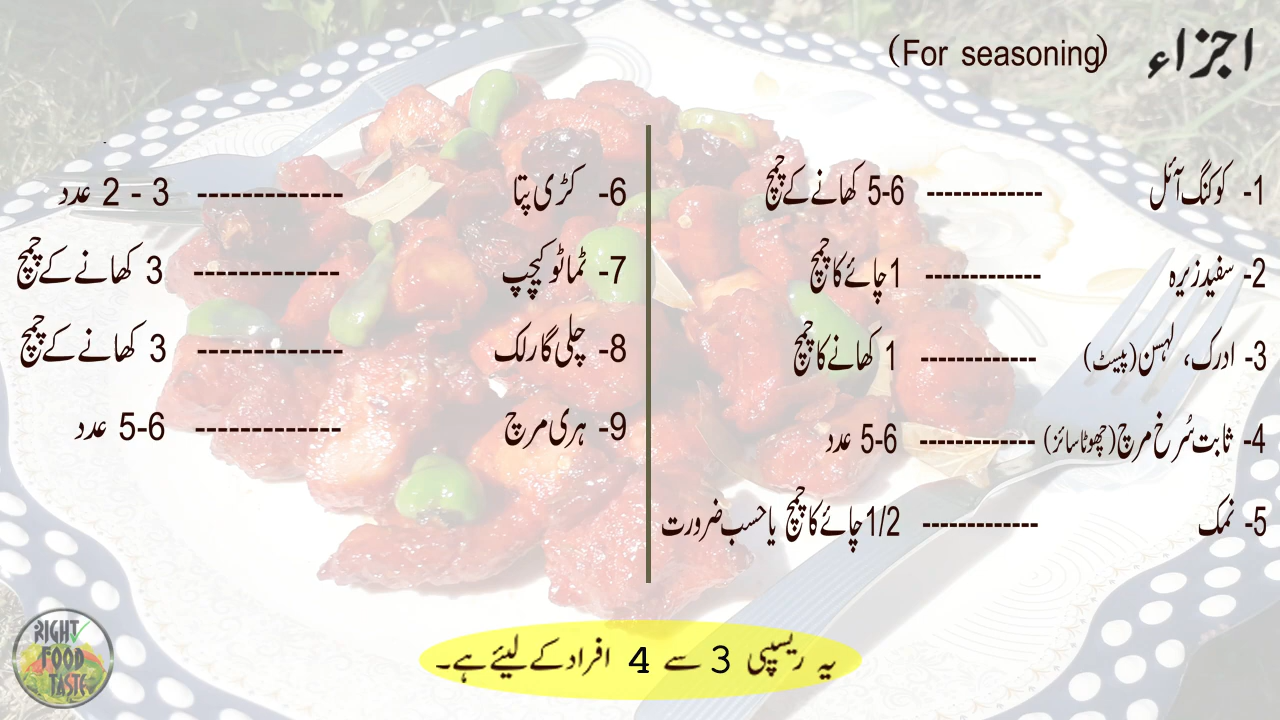 اجزاء (For seasoning)
1- کوکنگ آئل ------------- 5-6 کھانے کے چمچ
2- سفید زیرہ ------------- 1 چائے کا چمچ
3- ادرک، لہسن (پیسٹ) ------------- 1 کھانے کا چمچ
4- ثابت سُرخ مرچ (چھوٹا سائز) ------------- 5-6 عدد
5- نمک ------------- 1/2 چائے کا چمچ یا حسب ضرورت
6- کڑی پتا ------------- 2 - 3 عدد
7- ٹماٹو کیچپ ------------- 3 کھانے کے چمچ
8- چلی گارلک ------------- 3 کھانے کے چمچ
9- ہری مرچ ------------- 5-6 عدد
یہ ریسپی 3 سے 4 افراد کے لیئے ہے۔
RIGHT
FOOD
TASTE